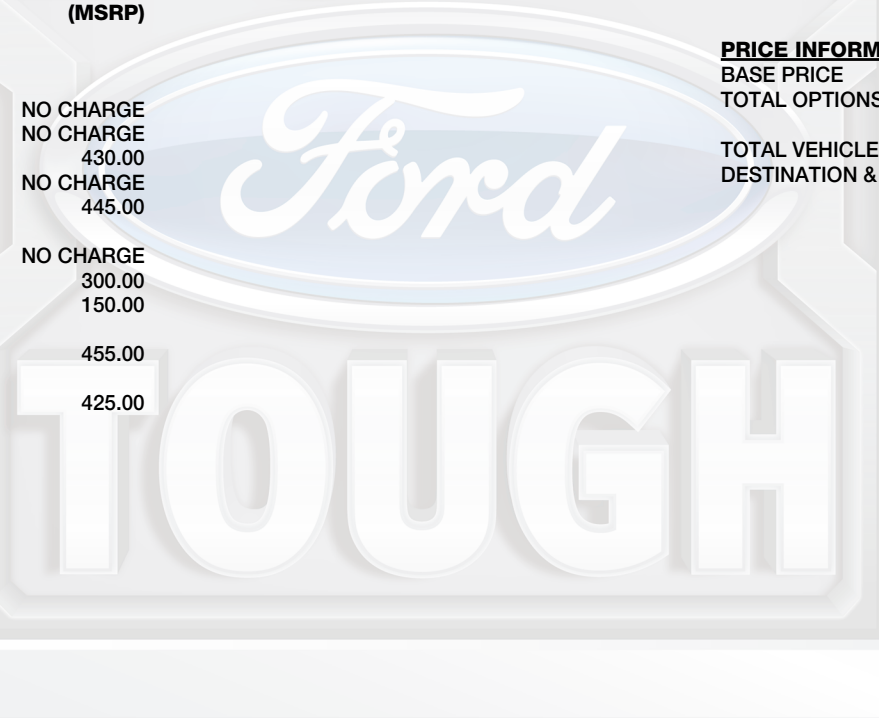 (MSRP)
NO CHARGE
NO CHARGE
430.00
NO CHARGE
445.00
NO CHARGE
300.00
150.00
455.00
425.00
PRICE INFORM
BASE PRICE
TOTAL OPTIONS
TOTAL VEHICLE
DESTINATION &
Ford
TOUGH